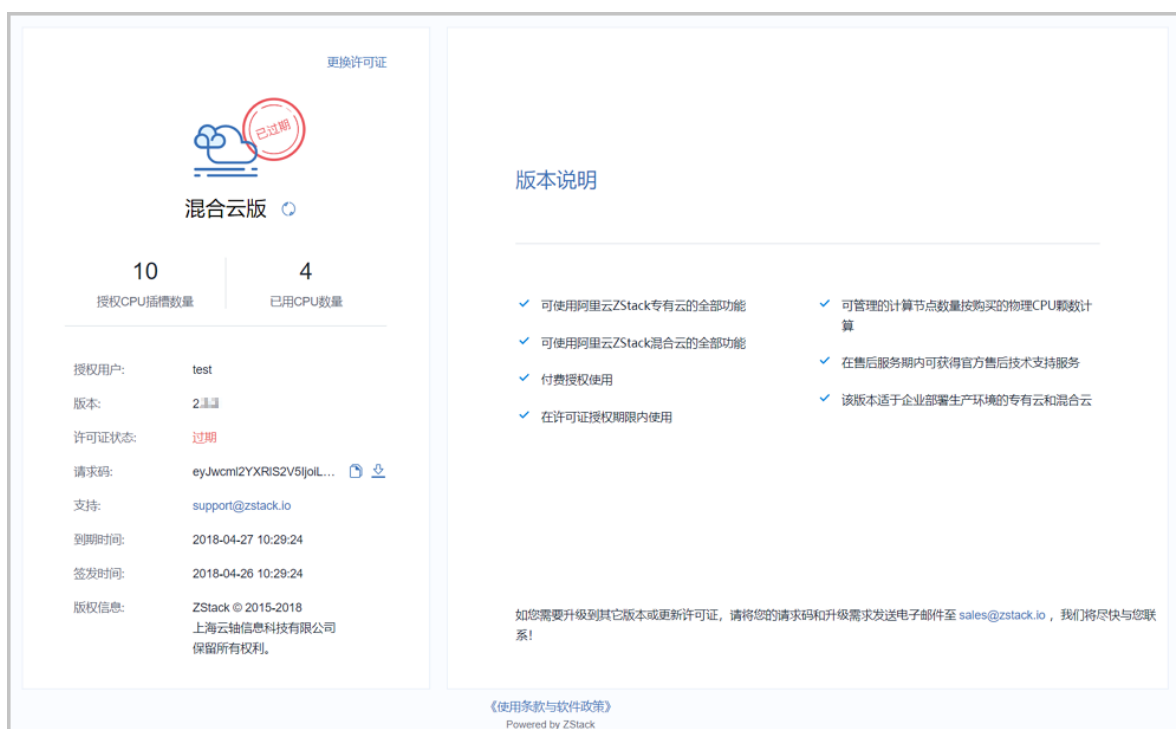 更换许可证
已过期
混合云版
10
授权CPU插槽数量
4
已用CPU数量
授权用户: test
版本: 2.
许可证状态: 过期
请求码: eyJwcml2YXRlS2V5IjoiL...
支持: support@zstack.io
到期时间: 2018-04-27 10:29:24
签发时间: 2018-04-26 10:29:24
版权信息: ZStack © 2015-2018
上海云轴信息科技有限公司
保留所有权利。
版本说明
可使用阿里云ZStack专有云的全部功能
可使用阿里云ZStack混合云的全部功能
付费授权使用
在许可证授权期限内使用
可管理的计算节点数量按购买的物理CPU颗数计
算
在售后服务期内可获得官方售后技术支持服务
该版本适于企业部署生产环境的专有云和混合云
如您需要升级到其它版本或更新许可证，请将您的请求码和升级需求发送电子邮件至 sales@zstack.io ，我们将尽快与您联
系!
《使用条款与软件政策》
Powered by ZStack